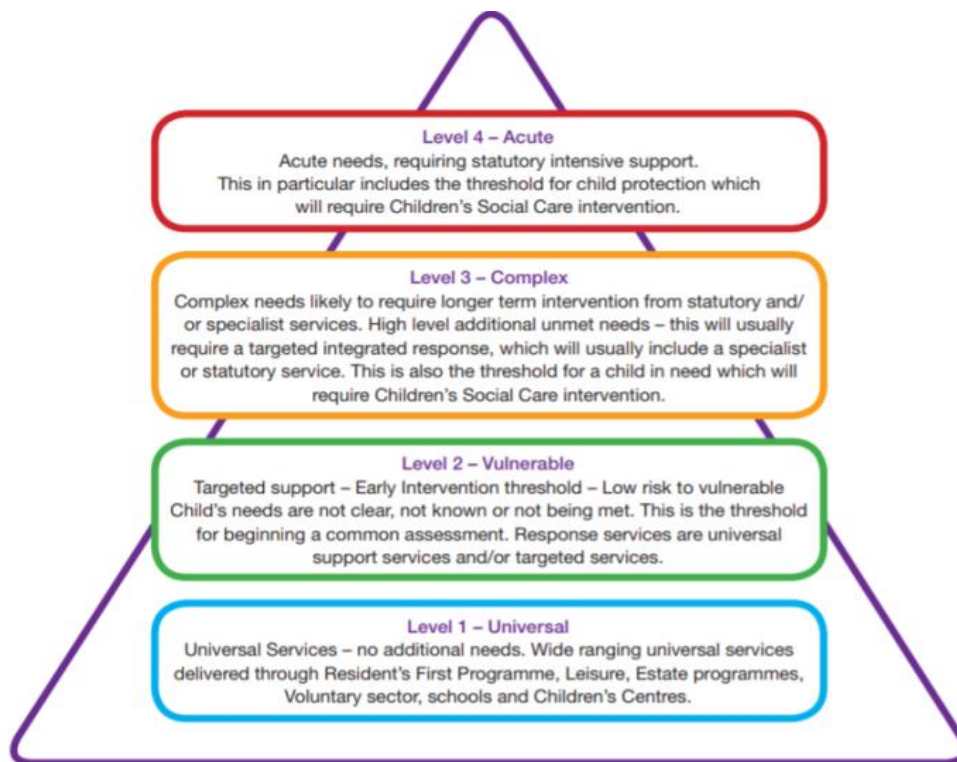 Level 4 – Acute
Acute needs, requiring statutory intensive support.
This in particular includes the threshold for child protection which
will require Children's Social Care intervention.
Level 3 – Complex
Complex needs likely to require longer term intervention from statutory and/
or specialist services. High level additional unmet needs – this will usually
require a targeted integrated response, which will usually include a specialist
or statutory service. This is also the threshold for a child in need which will
require Children's Social Care intervention.
Level 2 – Vulnerable
Targeted support – Early Intervention threshold – Low risk to vulnerable
Child's needs are not clear, not known or not being met. This is the threshold
for beginning a common assessment. Response services are universal
support services and/or targeted services.
Level 1 – Universal
Universal Services – no additional needs. Wide ranging universal services
delivered through Resident's First Programme, Leisure, Estate programmes,
Voluntary sector, schools and Children's Centres.